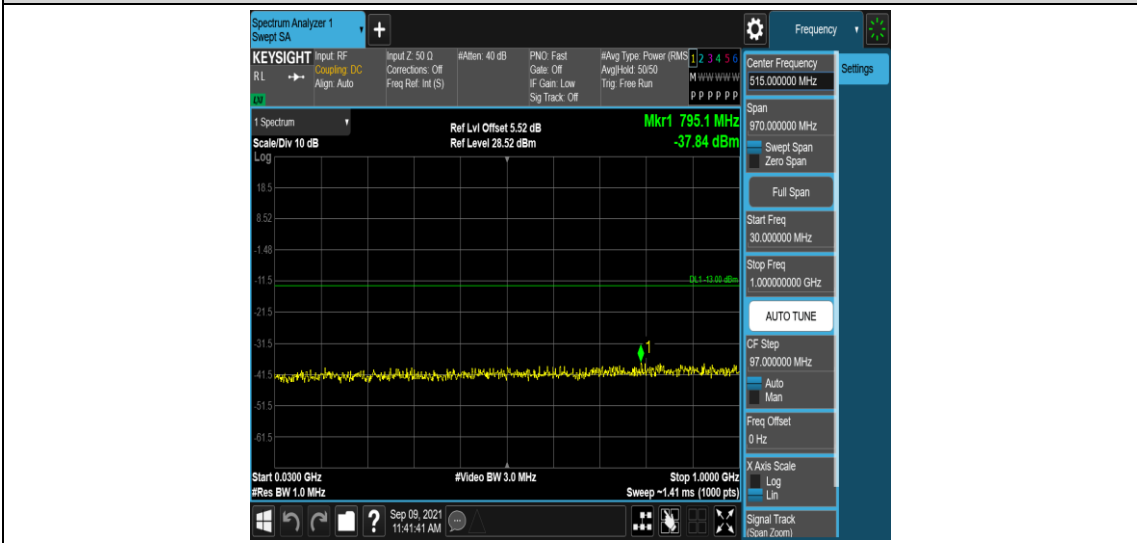 Spectrum Analyzer 1
Swept SA
Frequency
KEYSIGHT
RL
LXI
Input: RF
Coupling: DC
Align: Auto
Input Z: 50 Ω
Corrections: Off
Freq Ref: Int (S)
#Atten: 40 dB
PNO: Fast
Gate: Off
IF Gain: Low
Sig Track: Off
#Avg Type: Power (RMS
Avg|Hold: 50/50
Trig: Free Run
1 2 3 4 5 6
M W W W W W
P P P P P P
1 Spectrum
Scale/Div 10 dB
Log
Ref Lvl Offset 5.52 dB
Ref Level 28.52 dBm
Mkr1 795.1 MHz
-37.84 dBm
18.5
8.52
-1.48
-11.5
-21.5
-31.5
-41.5
-51.5
-61.5
DL1 -13.00 dBm
1
Start 0.0300 GHz
#Res BW 1.0 MHz
#Video BW 3.0 MHz
Stop 1.0000 GHz
Sweep ~1.41 ms (1000 pts)
Sep 09, 2021
11:41:41 AM
Center Frequency
515.000000 MHz
Settings
Span
970.000000 MHz
Swept Span
Zero Span
Full Span
Start Freq
30.000000 MHz
Stop Freq
1.000000000 GHz
AUTO TUNE
CF Step
97.000000 MHz
Auto
Man
Freq Offset
0 Hz
X Axis Scale
Log
Lin
Signal Track
(Span Zoom)